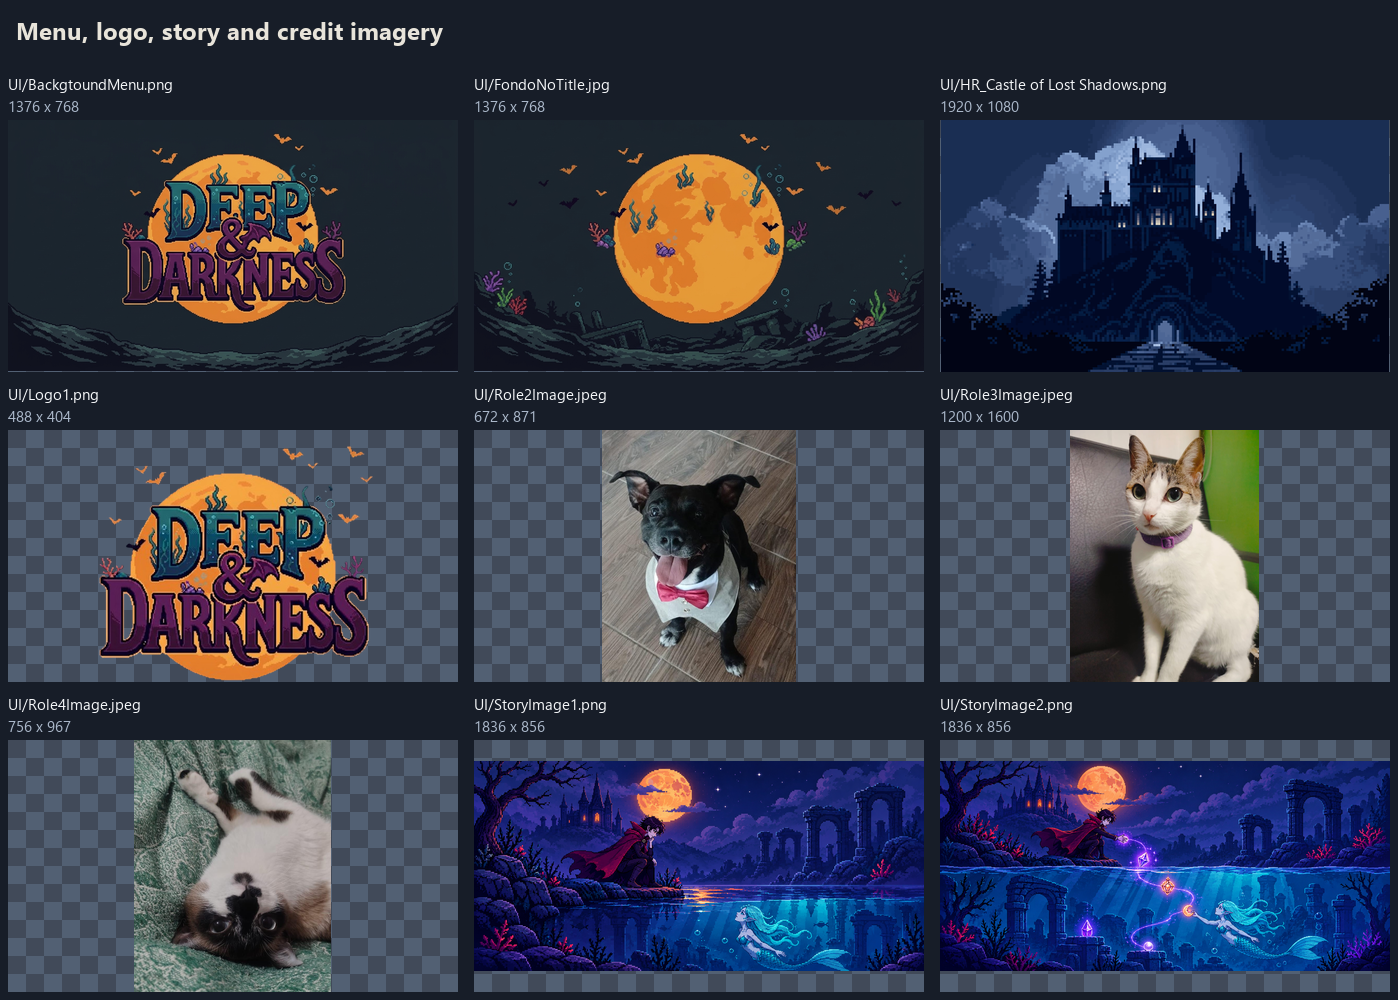 Menu, logo, story and credit imagery
UI/BackgtoundMenu.png
1376 x 768
UI/FondoNoTitle.jpg
1376 x 768
UI/HR_Castle of Lost Shadows.png
1920 x 1080
DEEP
&
DARKNESS
UI/Logo1.png
488 x 404
UI/Role2Image.jpeg
672 x 871
UI/Role3Image.jpeg
1200 x 1600
DEEP
&
DARKNESS
UI/Role4Image.jpeg
756 x 967
UI/StoryImage1.png
1836 x 856
UI/StoryImage2.png
1836 x 856